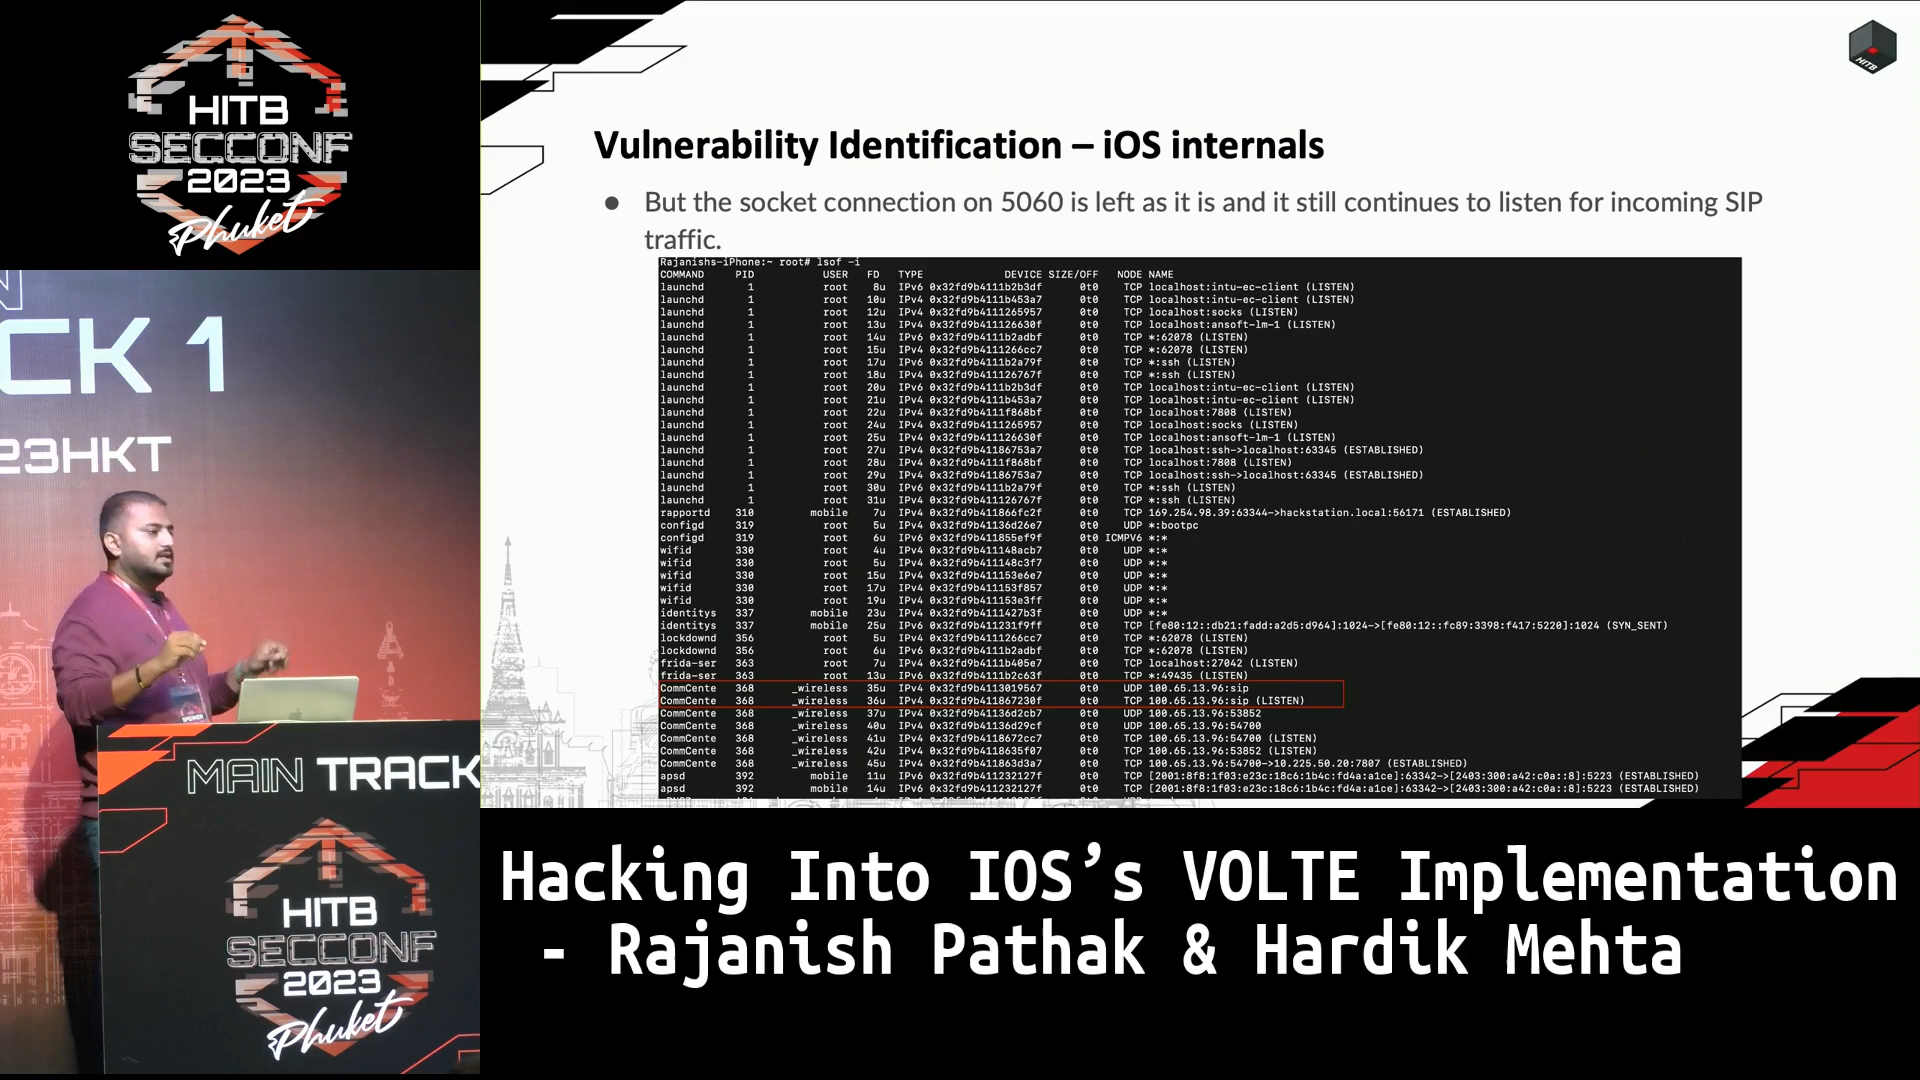 HITB
SECCONF
2023
Phuket
CK 1
23HKT
MAIN TRACK
HITB
SECCONF
2023
Phuket
HITB
Vulnerability Identification – iOS internals
● But the socket connection on 5060 is left as it is and it still continues to listen for incoming SIP
traffic.
Rajanishs-iPhone:~ root# lsof -i
COMMAND PID USER FD TYPE DEVICE SIZE/OFF NODE NAME
launchd 1 root 8u IPv6 0x32fd9b4111b2b3df 0t0 TCP localhost:intu-ec-client (LISTEN)
launchd 1 root 10u IPv4 0x32fd9b4111b453a7 0t0 TCP localhost:intu-ec-client (LISTEN)
launchd 1 root 12u IPv4 0x32fd9b4111265957 0t0 TCP localhost:socks (LISTEN)
launchd 1 root 13u IPv4 0x32fd9b411126630f 0t0 TCP localhost:ansoft-lm-1 (LISTEN)
launchd 1 root 14u IPv6 0x32fd9b4111b2adbf 0t0 TCP *:62078 (LISTEN)
launchd 1 root 15u IPv4 0x32fd9b4111266cc7 0t0 TCP *:62078 (LISTEN)
launchd 1 root 17u IPv6 0x32fd9b4111b2a79f 0t0 TCP *:ssh (LISTEN)
launchd 1 root 18u IPv4 0x32fd9b411126767f 0t0 TCP *:ssh (LISTEN)
launchd 1 root 20u IPv6 0x32fd9b4111b2b3df 0t0 TCP localhost:intu-ec-client (LISTEN)
launchd 1 root 21u IPv4 0x32fd9b4111b453a7 0t0 TCP localhost:intu-ec-client (LISTEN)
launchd 1 root 22u IPv4 0x32fd9b4111f868bf 0t0 TCP localhost:7808 (LISTEN)
launchd 1 root 24u IPv4 0x32fd9b4111265957 0t0 TCP localhost:socks (LISTEN)
launchd 1 root 25u IPv4 0x32fd9b411126630f 0t0 TCP localhost:ansoft-lm-1 (LISTEN)
launchd 1 root 27u IPv4 0x32fd9b41186753a7 0t0 TCP localhost:ssh->localhost:63345 (ESTABLISHED)
launchd 1 root 28u IPv4 0x32fd9b4111f868bf 0t0 TCP localhost:7808 (LISTEN)
launchd 1 root 29u IPv4 0x32fd9b41186753a7 0t0 TCP localhost:ssh->localhost:63345 (ESTABLISHED)
launchd 1 root 30u IPv6 0x32fd9b4111b2a79f 0t0 TCP *:ssh (LISTEN)
launchd 1 root 31u IPv4 0x32fd9b411126767f 0t0 TCP *:ssh (LISTEN)
rapportd 310 mobile 7u IPv4 0x32fd9b411866fc2f 0t0 TCP 169.254.98.39:63344->hackstation.local:56171 (ESTABLISHED)
configd 319 root 5u IPv4 0x32fd9b41136d26e7 0t0 UDP *:bootpc
configd 319 root 6u IPv6 0x32fd9b411855ef9f 0t0 ICMPV6 *:*
wifid 330 root 4u IPv4 0x32fd9b411148acb7 0t0 UDP *:*
wifid 330 root 5u IPv4 0x32fd9b411148c3f7 0t0 UDP *:*
wifid 330 root 15u IPv4 0x32fd9b411153e6e7 0t0 UDP *:*
wifid 330 root 17u IPv4 0x32fd9b411153f857 0t0 UDP *:*
wifid 330 root 19u IPv4 0x32fd9b411153e3ff 0t0 UDP *:*
identitys 337 mobile 23u IPv4 0x32fd9b4111427b3f 0t0 UDP *:*
identitys 337 mobile 25u IPv6 0x32fd9b411231f9ff 0t0 TCP [fe80:12::db21:fadd:a2d5:d964]:1024->[fe80:12::fc89:3398:f417:5220]:1024 (SYN_SENT)
lockdownd 356 root 5u IPv4 0x32fd9b4111266cc7 0t0 TCP *:62078 (LISTEN)
lockdownd 356 root 6u IPv6 0x32fd9b4111b2adbf 0t0 TCP *:62078 (LISTEN)
frida-ser 363 root 7u IPv4 0x32fd9b4111b405e7 0t0 TCP localhost:27042 (LISTEN)
frida-ser 363 root 13u IPv6 0x32fd9b4111b2c63f 0t0 TCP *:49435 (LISTEN)
CommCente 368 _wireless 35u IPv4 0x32fd9b4113019567 0t0 UDP 100.65.13.96:sip
CommCente 368 _wireless 36u IPv4 0x32fd9b411867230f 0t0 TCP 100.65.13.96:sip (LISTEN)
CommCente 368 _wireless 37u IPv4 0x32fd9b41136d2cb7 0t0 UDP 100.65.13.96:53852
CommCente 368 _wireless 40u IPv4 0x32fd9b41136d29cf 0t0 UDP 100.65.13.96:54700
CommCente 368 _wireless 41u IPv4 0x32fd9b4118672cc7 0t0 TCP 100.65.13.96:54700 (LISTEN)
CommCente 368 _wireless 42u IPv4 0x32fd9b4118635f07 0t0 TCP 100.65.13.96:53852 (LISTEN)
CommCente 368 _wireless 45u IPv4 0x32fd9b411863d3a7 0t0 TCP 100.65.13.96:54700->10.225.50.20:7807 (ESTABLISHED)
apsd 392 mobile 11u IPv6 0x32fd9b411232127f 0t0 TCP [2001:8f8:1f03:e23c:18c6:1b4c:fd4a:a1ce]:63342->[2403:300:a42:c0a::8]:5223 (ESTABLISHED)
apsd 392 mobile 14u IPv6 0x32fd9b411232127f 0t0 TCP [2001:8f8:1f03:e23c:18c6:1b4c:fd4a:a1ce]:63342->[2403:300:a42:c0a::8]:5223 (ESTABLISHED)
Hacking Into IOS’s VOLTE Implementation
- Rajanish Pathak & Hardik Mehta